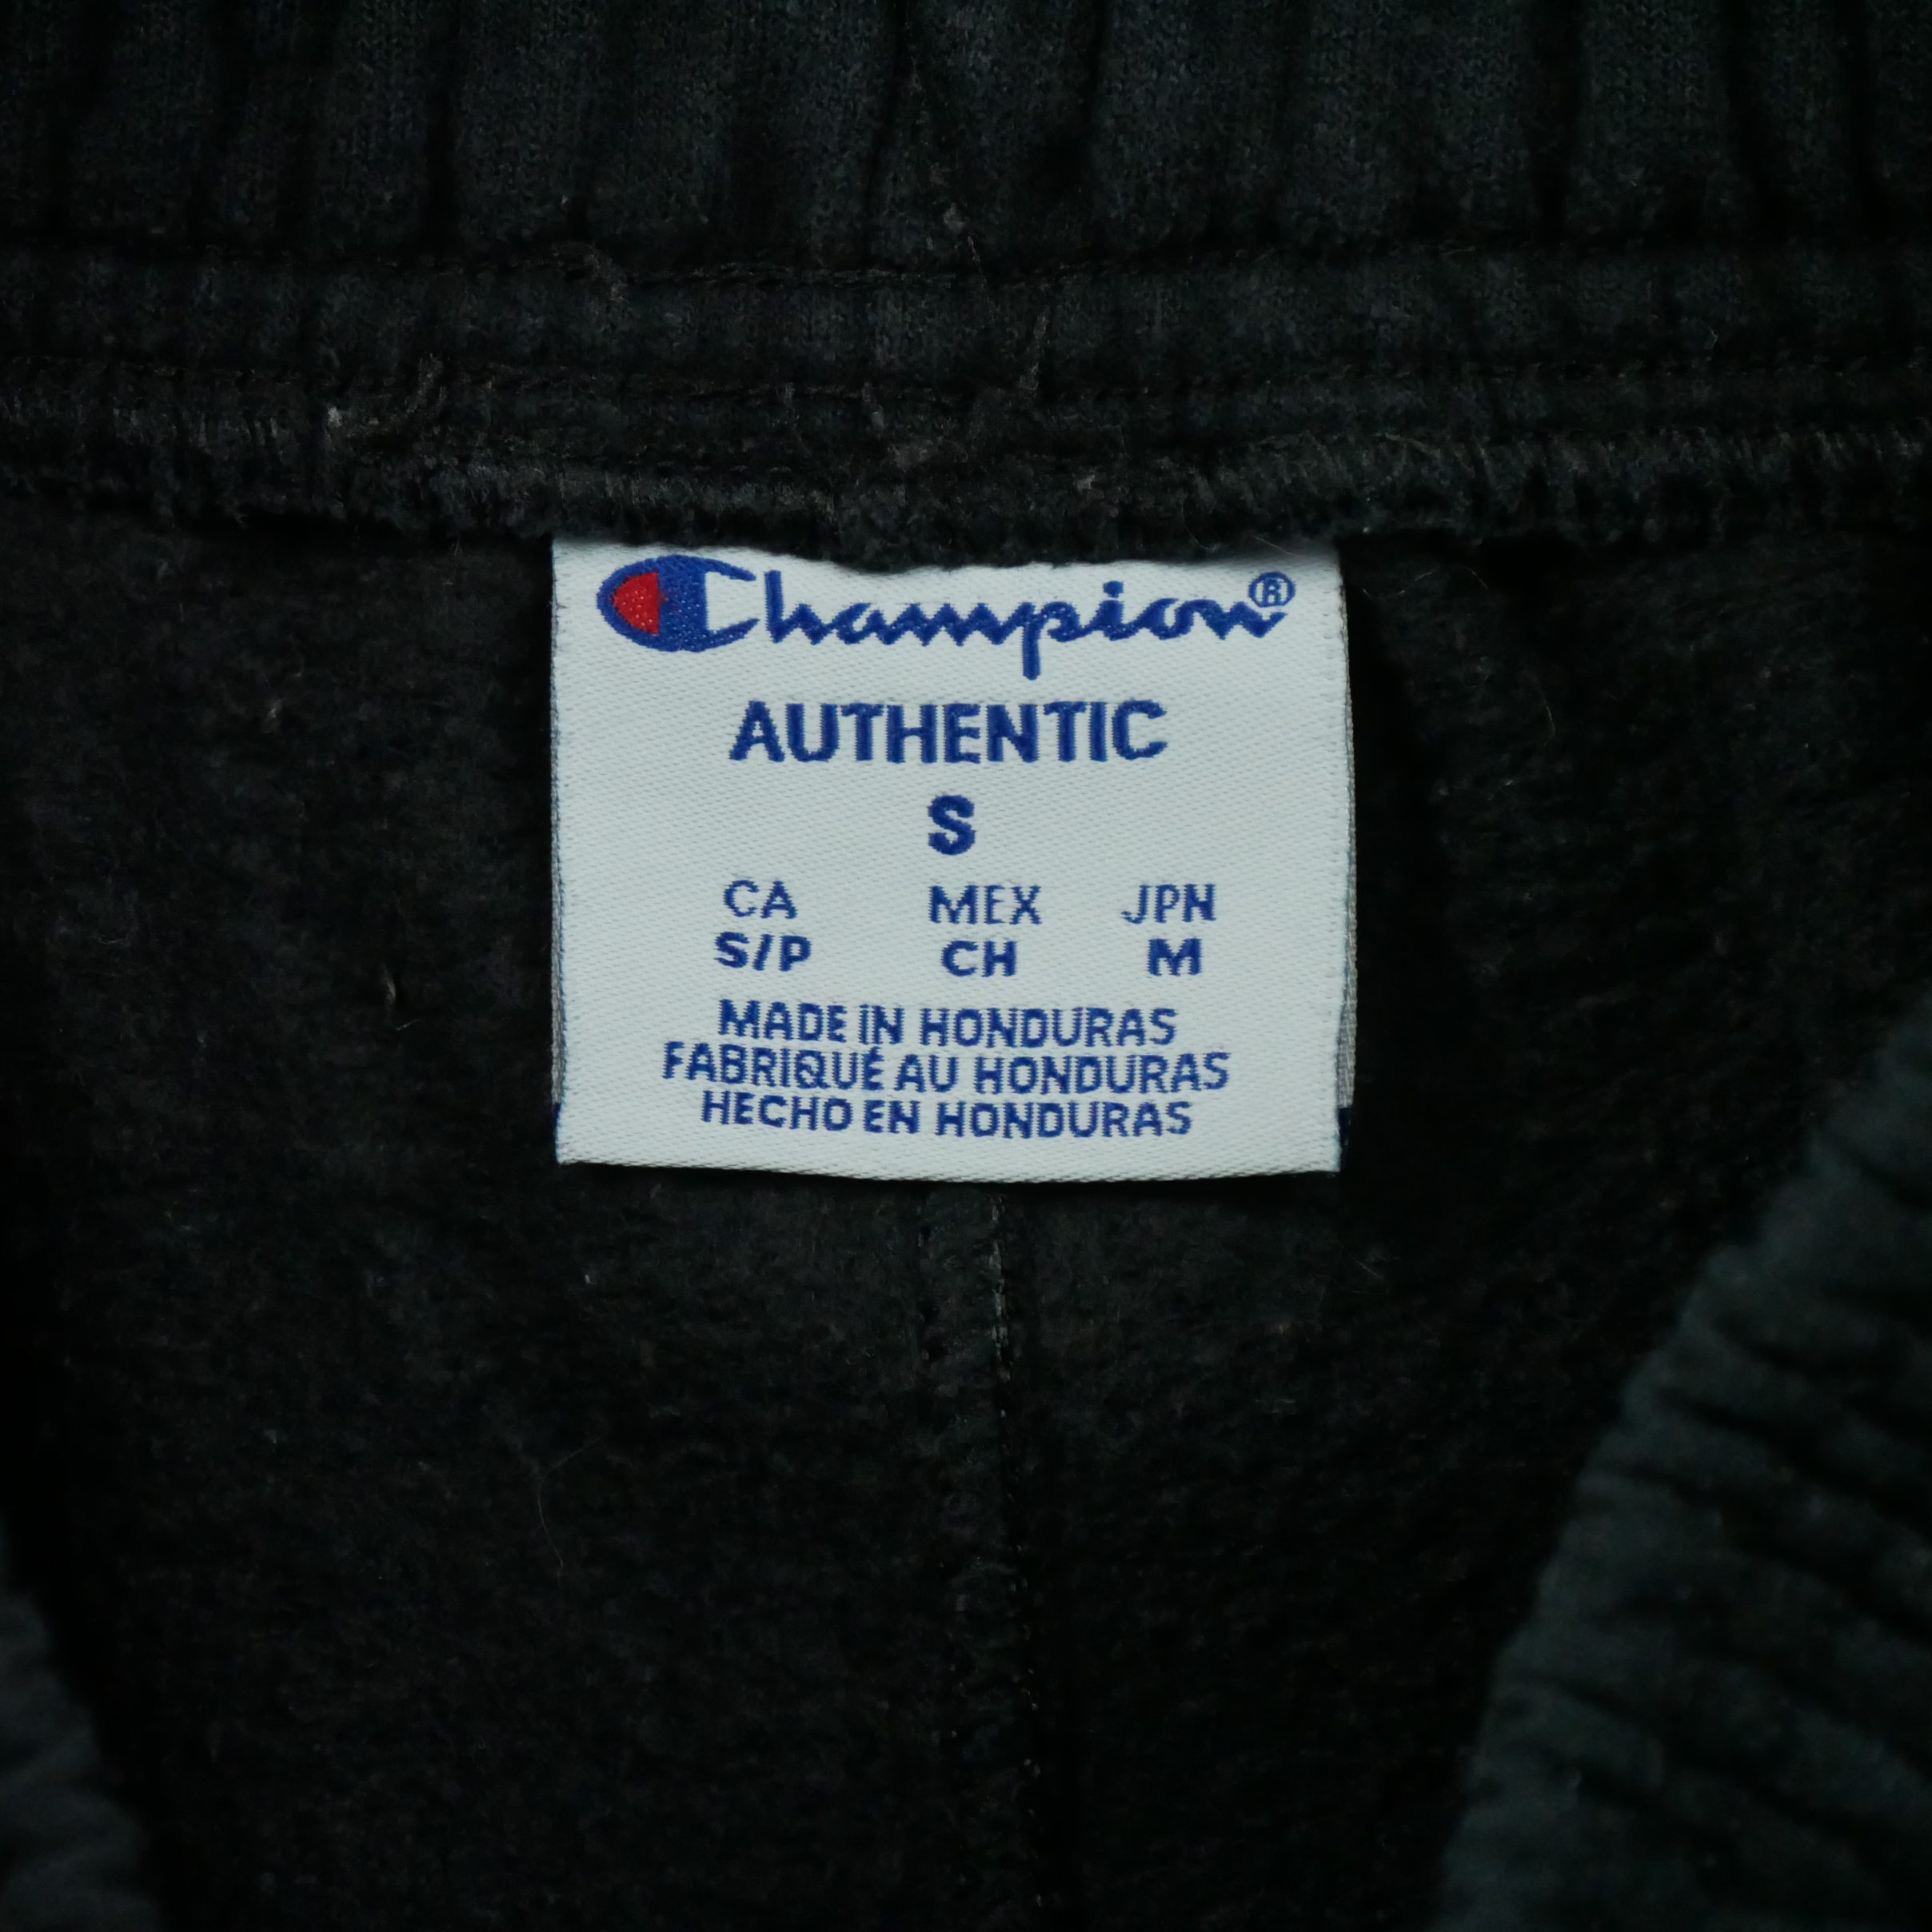 Champion®
AUTHENTIC
S
CA MEX JPN
S/P CH M
MADE IN HONDURAS
FABRIQUÉ AU HONDURAS
HECHO EN HONDURAS